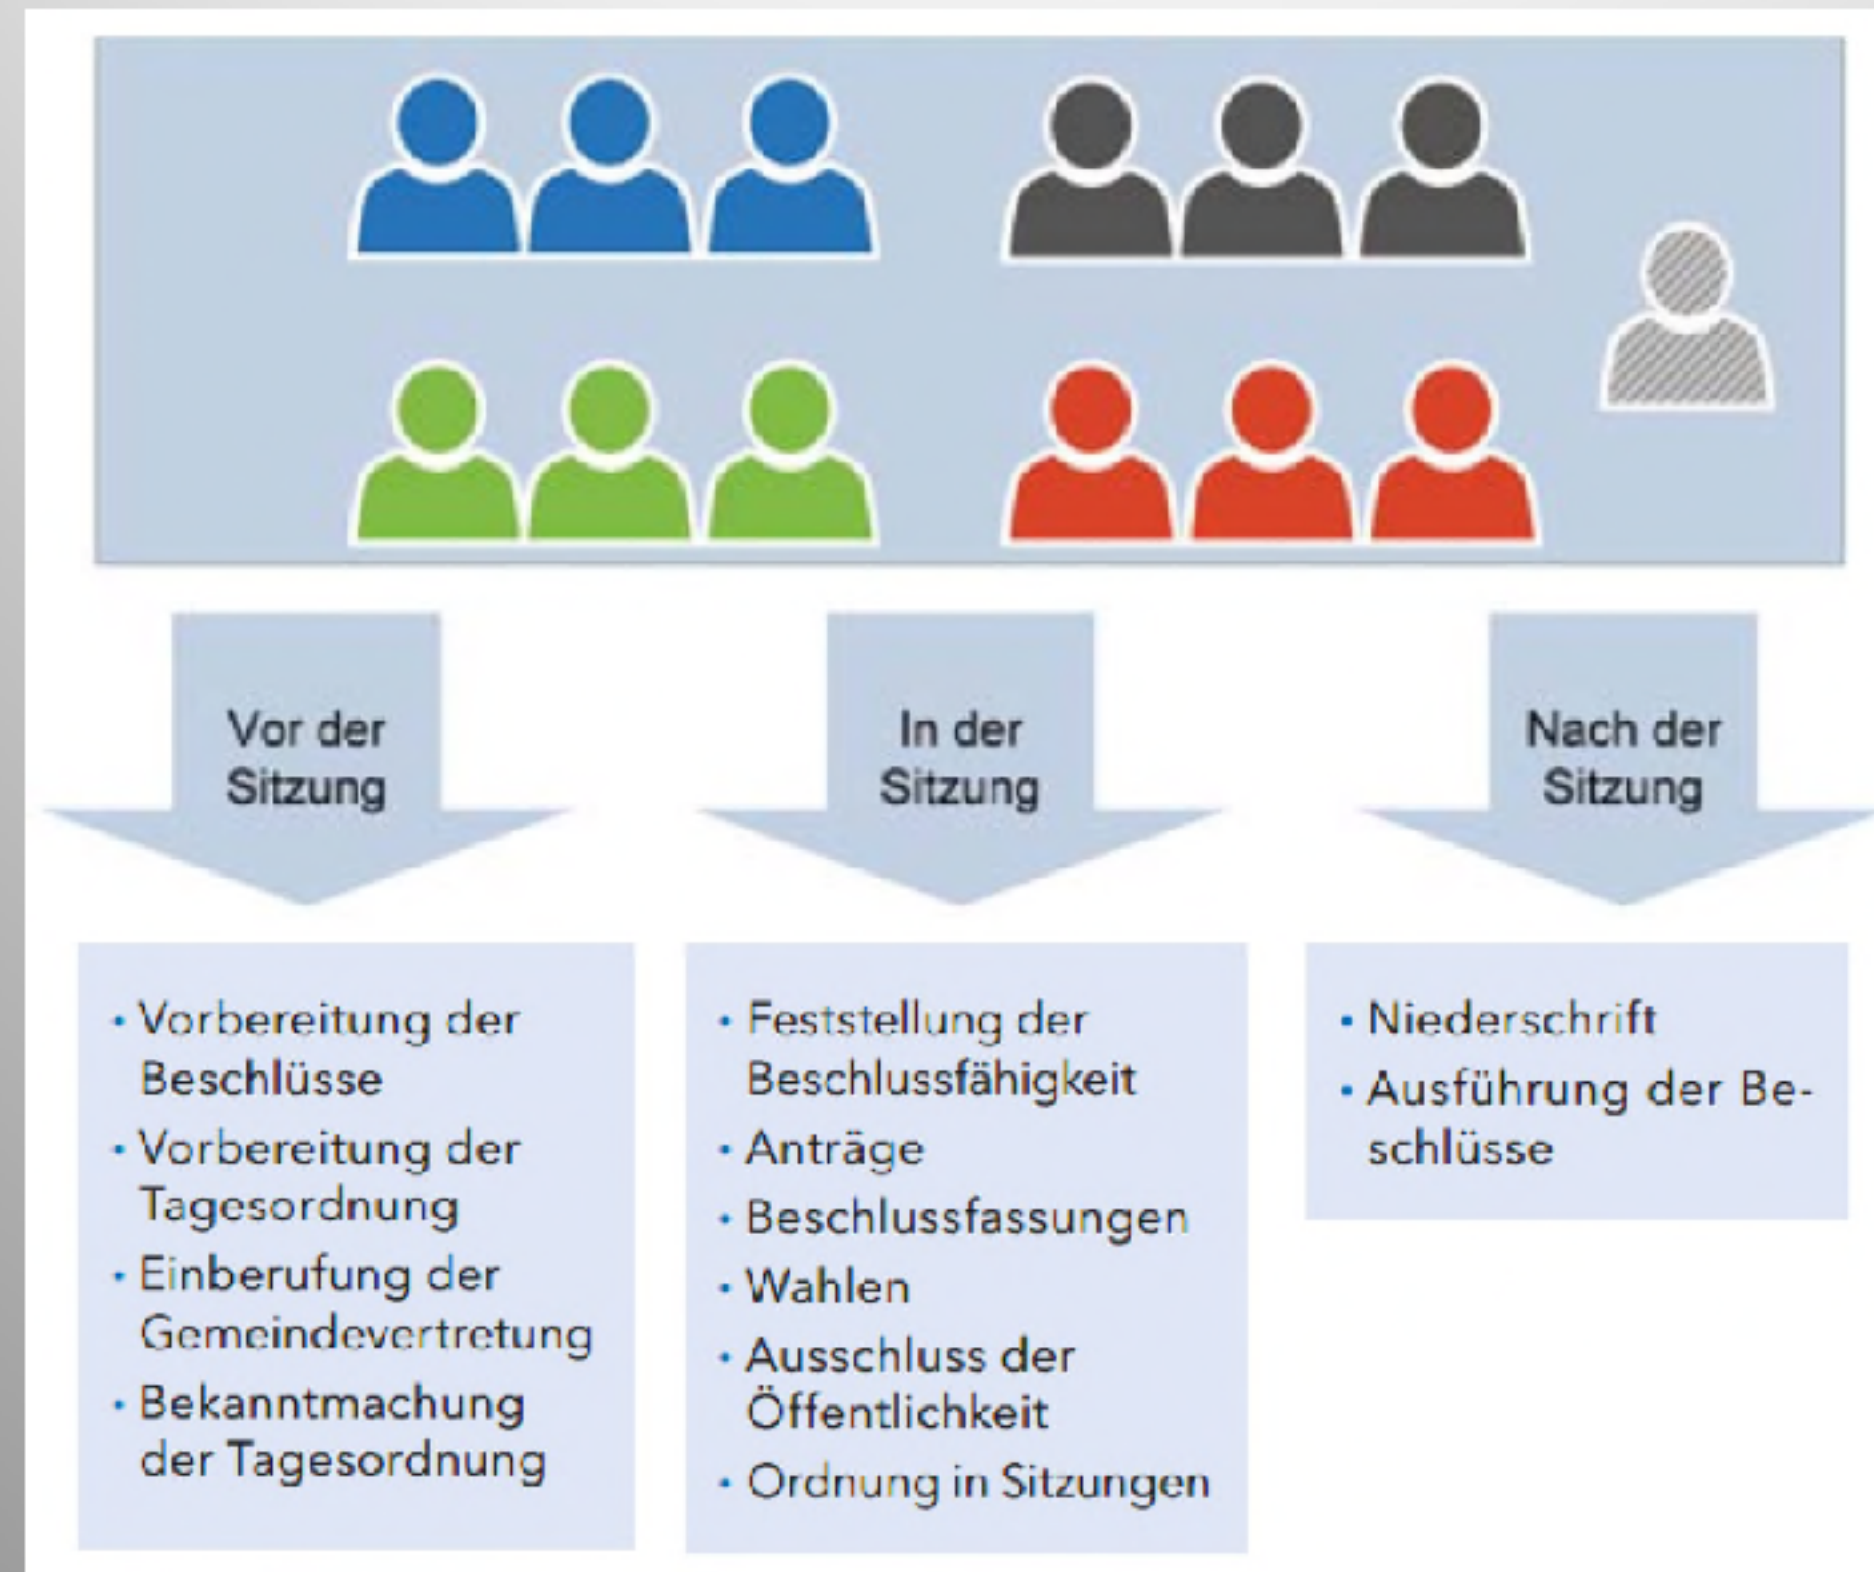 Vor der
Sitzung
In der
Sitzung
Nach der
Sitzung
• Vorbereitung der
Beschlüsse
• Vorbereitung der
Tagesordnung
• Einberufung der
Gemeindevertretung
• Bekanntmachung
der Tagesordnung
• Feststellung der
Beschlussfähigkeit
• Anträge
• Beschlussfassungen
• Wahlen
• Ausschluss der
Öffentlichkeit
• Ordnung in Sitzungen
• Niederschrift
• Ausführung der Be-
schlüsse